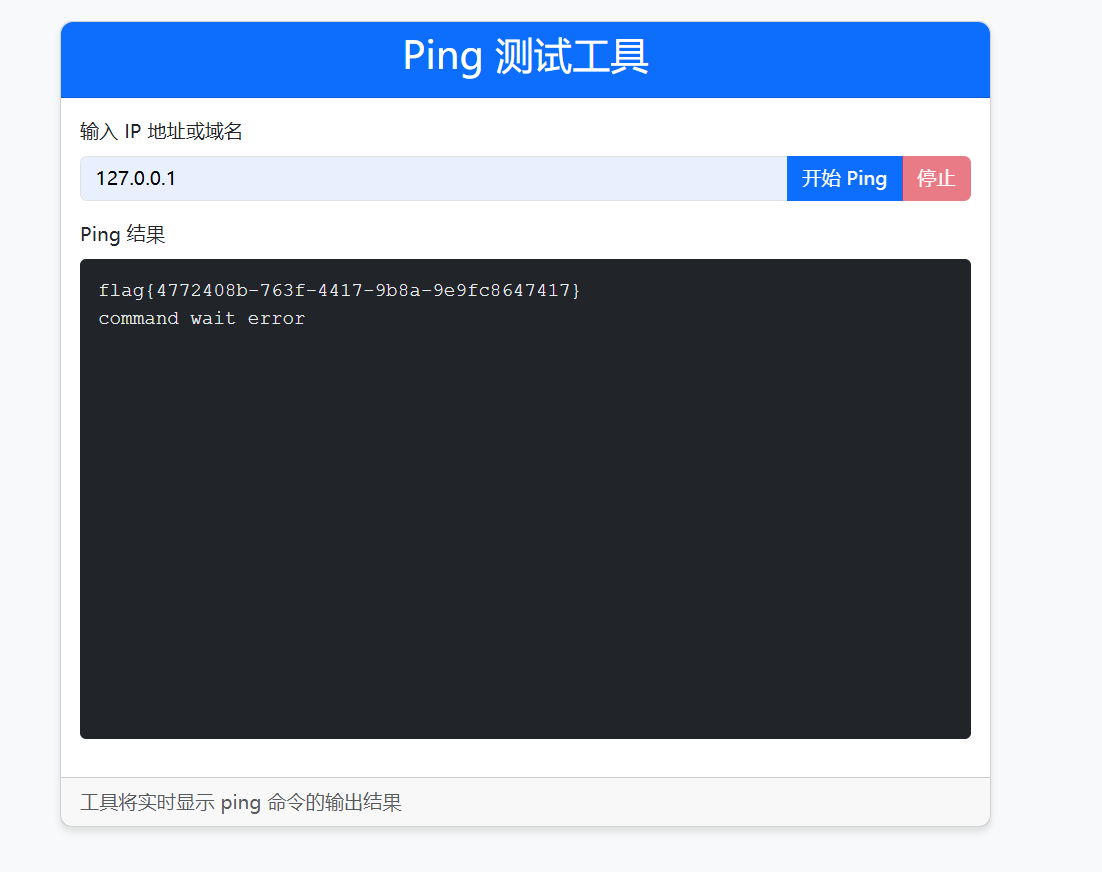 Ping 测试工具
输入 IP 地址或域名
127.0.0.1 开始 Ping 停止
Ping 结果
flag{4772408b-763f-4417-9b8a-9e9fc8647417}
command wait error
工具将实时显示 ping 命令的输出结果